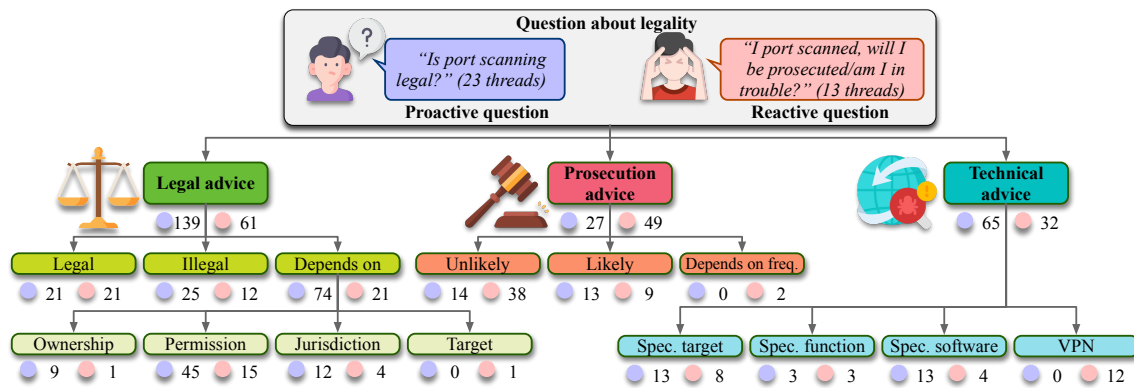 Question about legality
?
“Is port scanning
legal?” (23 threads)
Proactive question
“I port scanned, will I
be prosecuted/am I in
trouble?” (13 threads)
Reactive question
Legal advice
139 61
Prosecution
advice
27 49
Technical
advice
65 32
!
Legal Illegal Depends on
21 21 25 12 74 21
Unlikely Likely Depends on freq.
14 38 13 9 0 2
Ownership Permission Jurisdiction Target
9 1 45 15 12 4 0 1
Spec. target Spec. function Spec. software VPN
13 8 3 3 13 4 0 12